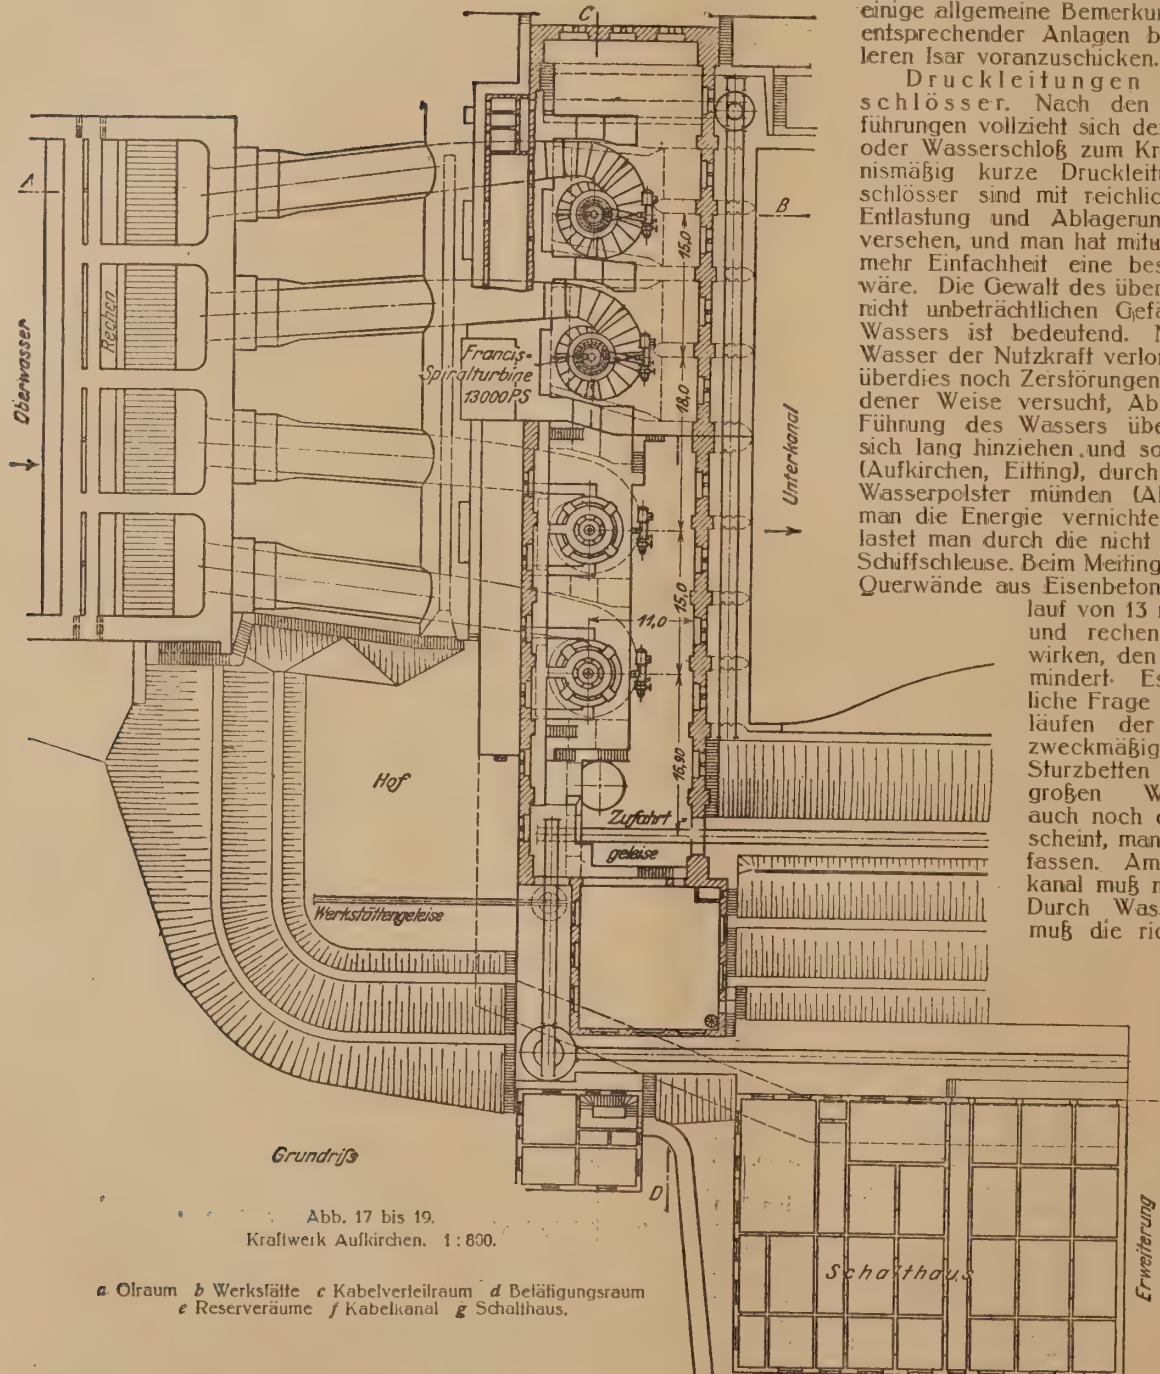 einige allgemeine Bemerkun
entsprechender Anlagen b
leren Isar voranzuschicken.
Druckleitungen
schlösser. Nach den
führungen vollzieht sich der
oder Wasserschloß zum Kr
nismäßig kurze Druckleit
schlösser sind mit reichlic
Entlastung und Ablagerun
versehen, und man hat mitu
mehr Einfachheit eine bes
wäre. Die Gewalt des über
nicht unbeträchtlichen Gefä
Wassers ist bedeutend. N
Wasser der Nutzkraft verlor
überdies noch Zerstörungen
dener Weise versucht, Ab
Führung des Wassers übe
sich lang hinziehen und so
(Aufkirchen, Eitting), durch
Wasserpolster münden (Al
man die Energie vernichte
lastet man durch die nicht
Schiffschleuse. Beim Meiting
Querwände aus Eisenbeton
lauf von 13 m
und rechen
wirken, den
mindert. Es
liche Frage
läufen der
zweckmäßig
Sturzbetten
großen W
auch noch d
scheint, man
fassen. Am
kanal muß m
Durch Was
muß die ric
C
A
B
Oberwasser
Rechen
Francis-
Spiralturbine
13000PS
15,0
18,0
15,0
11,0
16,90
Unterkanal
Hof
Zufahrt
geleise
Werkstättengeleise
D
Grundriß
Schalthaus
Erweiterung
Abb. 17 bis 19.
Kraftwerk Aufkirchen. 1 : 800.
a Olraum b Werkstätte c Kabelverteilraum d Betätigungsraum
e Reserveräume f Kabelkanal g Schalthaus.